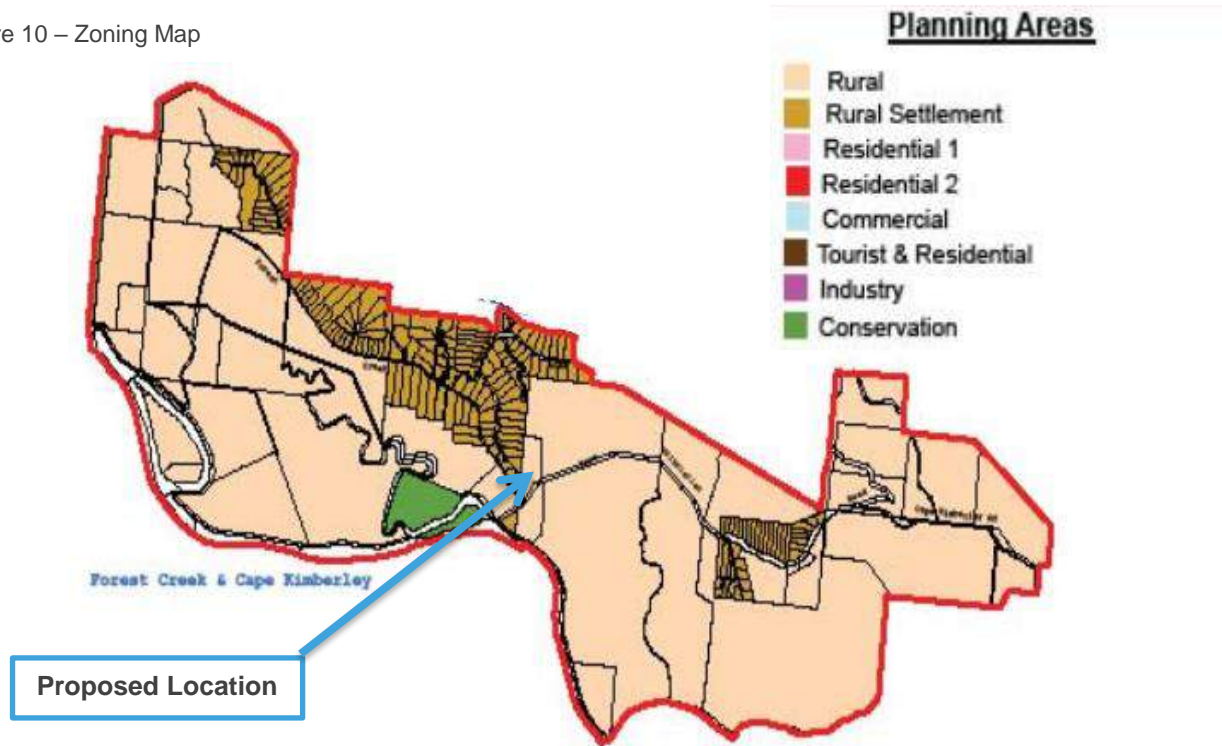 re 10 – Zoning Map
Planning Areas
Rural
Rural Settlement
Residential 1
Residential 2
Commercial
Tourist & Residential
Industry
Conservation
Forest Creek & Cape Kimberley
Proposed Location